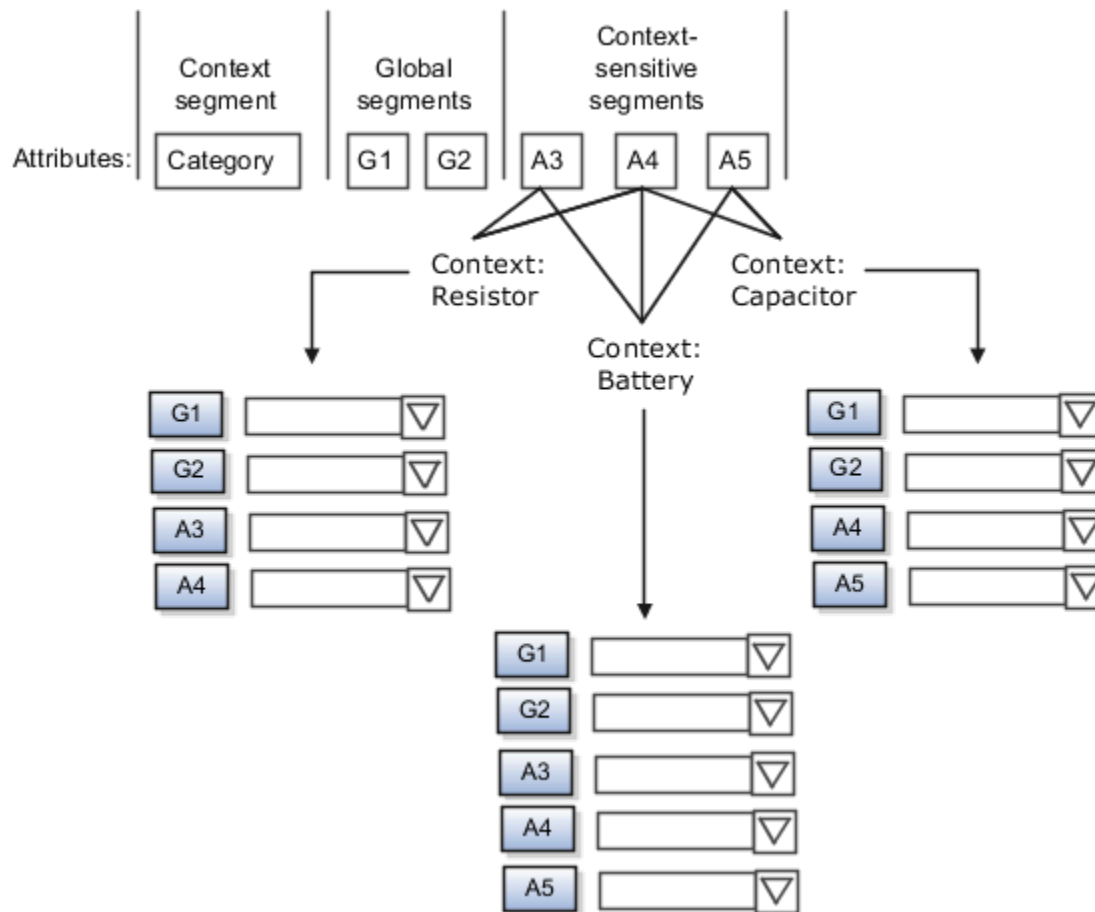 Context
segment
Global
segments
Context-
sensitive
segments
Attributes:
Category
G1
G2
A3
A4
A5
Context:
Resistor
Context:
Capacitor
Context:
Battery
G1
G2
A3
A4
G1
G2
A4
A5
G1
G2
A3
A4
A5